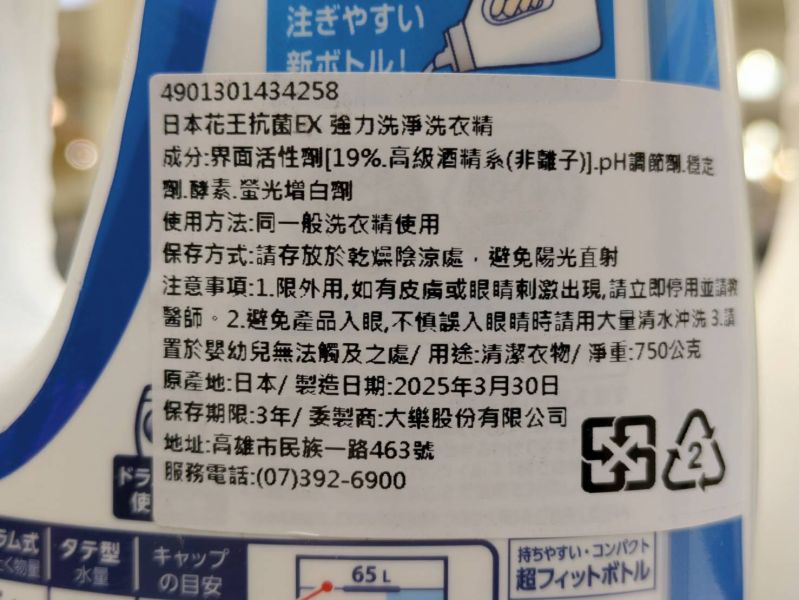 注ぎやすい
新ボトル!
4901301434258
日本花王抗菌EX 強力洗淨洗衣精
成分:界面活性劑[19%.高級酒精系(非離子)].pH調節劑.穩定
劑.酵素.螢光增白劑
使用方法:同一般洗衣精使用
保存方式:請存放於乾燥陰涼處，避免陽光直射
注意事項:1.限外用,如有皮膚或眼睛刺激出現,請立即停用並請教
醫師。2.避免產品入眼,不慎誤入眼睛時請用大量清水沖洗 3.請
置於嬰幼兒無法觸及之處/ 用途:清潔衣物/ 淨重:750公克
原產地:日本/ 製造日期:2025年3月30日
保存期限:3年/ 委製商:大樂股份有限公司
地址:高雄市民族一路463號
服務電話:(07)392-6900
2
ドラ
使
ラム式
タテ型
水量
キャップ
の目安
65L
持ちやすい・コンパクト
超フィットボトル